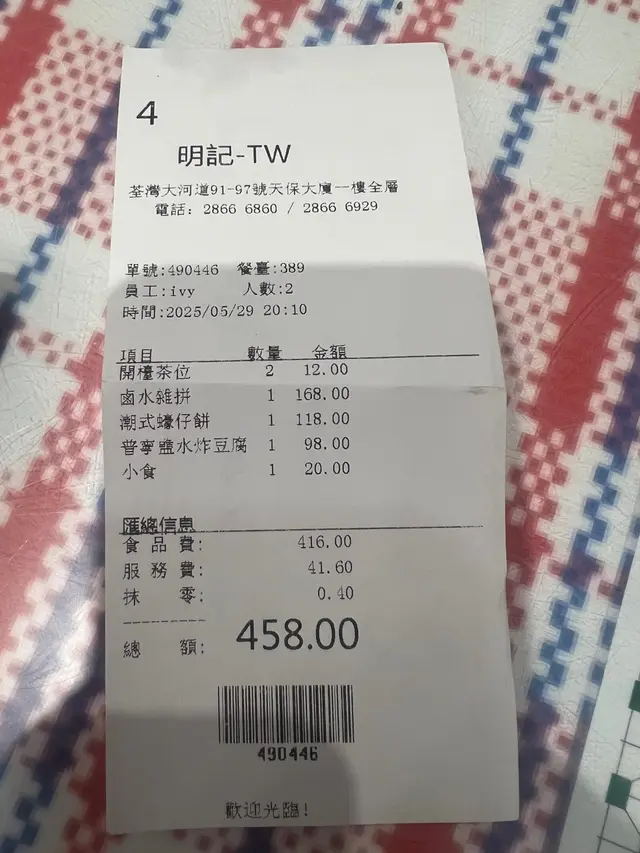 4
明記-TW
荃灣大河道91-97號天保大廈一樓全層
電話: 2866 6860 / 2866 6929
單號:490446 餐臺:389
員工:ivy 人數:2
時間:2025/05/29 20:10
項目 數量 金額
開檯茶位 2 12.00
鹵水雜拼 1 168.00
潮式蠔仔餅 1 118.00
普寧鹽水炸豆腐 1 98.00
小食 1 20.00
匯總信息
食品費: 416.00
服務費: 41.60
抹零: 0.40
---------
總額: 458.00
490446
歡迎光臨!